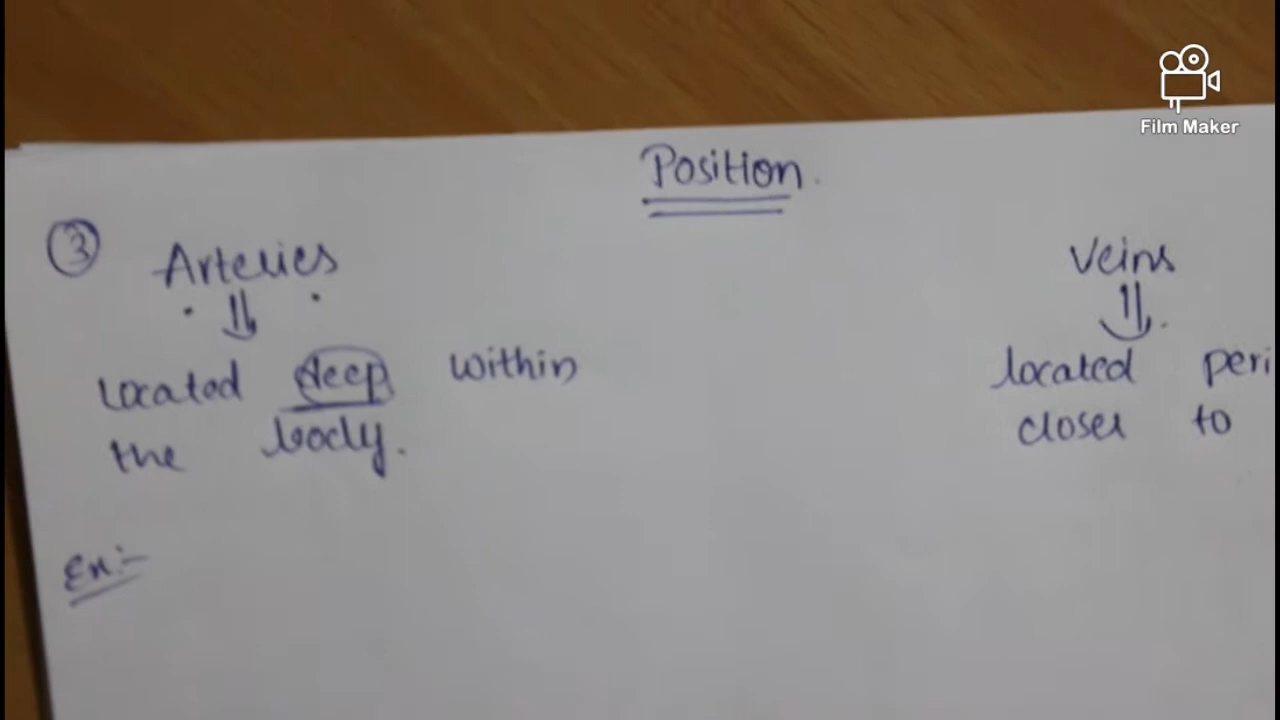 Film Maker
Position.
③ Arteries
Located deep within
the body.
Ex:-
Veins
located peri
closer to